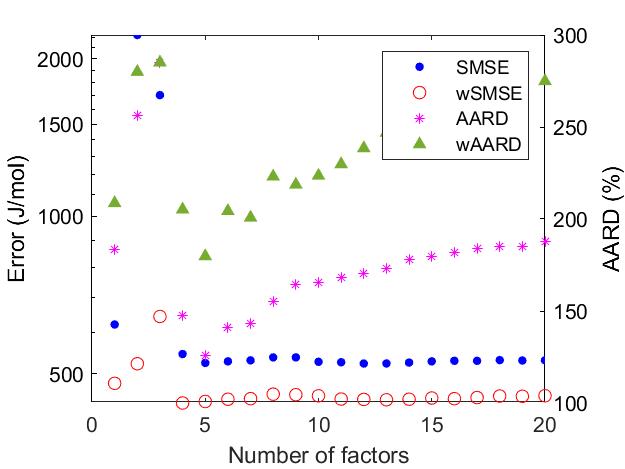 2000
1500
1000
500
Error (J/mol)
300
250
200
150
100
AARD (%)
SMSE
wSMSE
AARD
wAARD
0 5 10 15 20
Number of factors